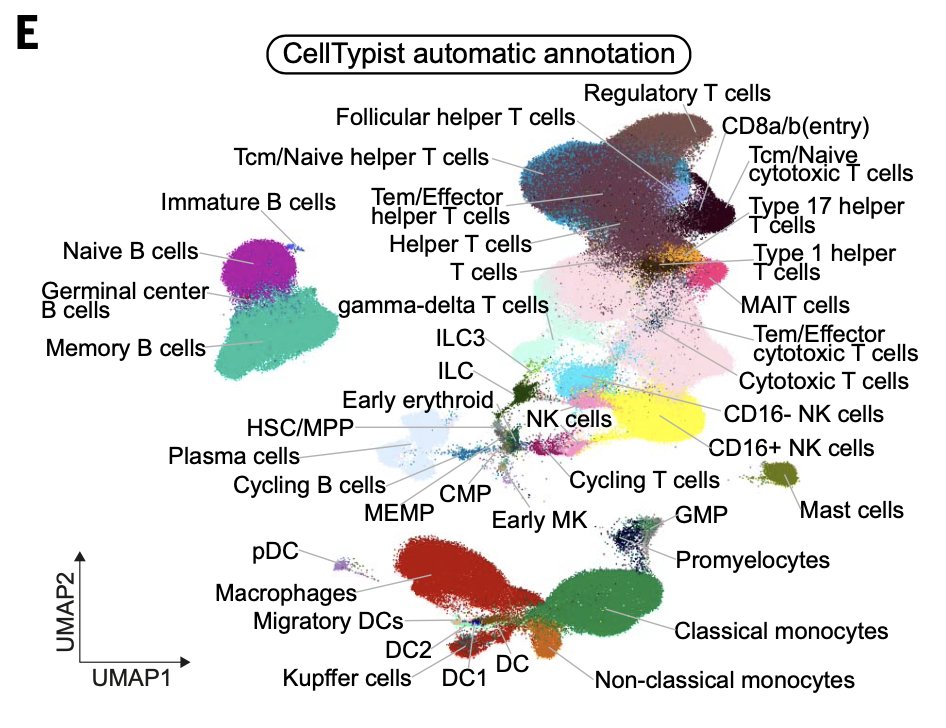 E
CellTypist automatic annotation
Regulatory T cells
Follicular helper T cells
CD8a/b(entry)
Tcm/Naive helper T cells
Tcm/Naive
cytotoxic T cells
Immature B cells
Tem/Effector
helper T cells
Type 17 helper
T cells
Naive B cells
Helper T cells
Type 1 helper
T cells
T cells
Germinal center
B cells
gamma-delta T cells
MAIT cells
Memory B cells
ILC3
Tem/Effector
cytotoxic T cells
ILC
Cytotoxic T cells
Early erythroid
NK cells
CD16- NK cells
HSC/MPP
CD16+ NK cells
Plasma cells
Cycling B cells
CMP
Cycling T cells
MEMP
Early MK
Mast cells
GMP
pDC
Promyelocytes
Macrophages
Migratory DCs
Classical monocytes
DC2
DC
Kupffer cells
DC1
Non-classical monocytes
UMAP2
UMAP1